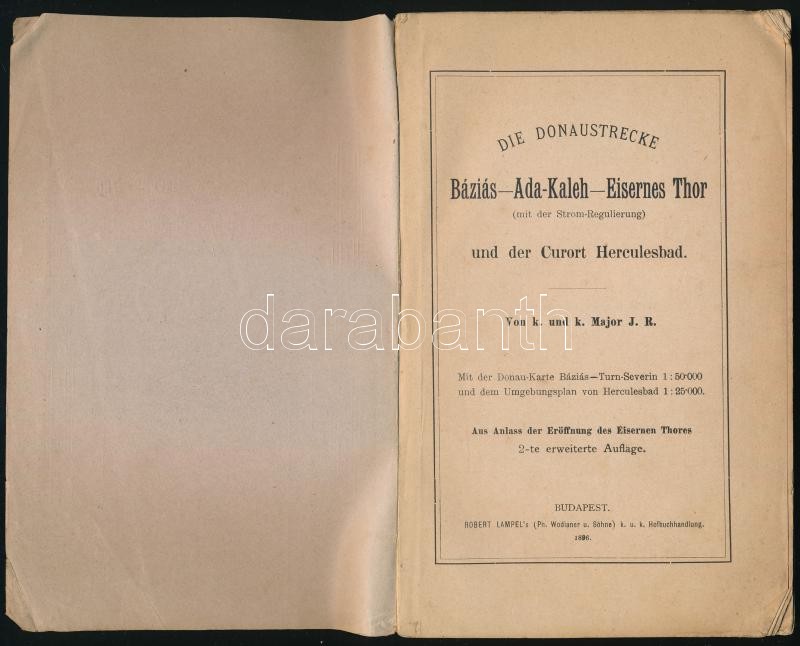 DIE DONAUSTRECKE
Báziás—Ada-Kaleh—Eisernes Thor
(mit der Strom-Regulierung)
und der Curort Herculesbad.
Von k. und k. Major J. R.
darabanth
Mit der Donau-Karte Báziás—Turn-Severin 1:50·000
und dem Umgebungsplan von Herculesbad 1:25·000.
Aus Anlass der Eröffnung des Eisernen Thores
2-te erweiterte Auflage.
BUDAPEST.
ROBERT LAMPEL's (Ph. Wodianer u. Söhne) k. u. k. Hofbuchhandlung.
1896.